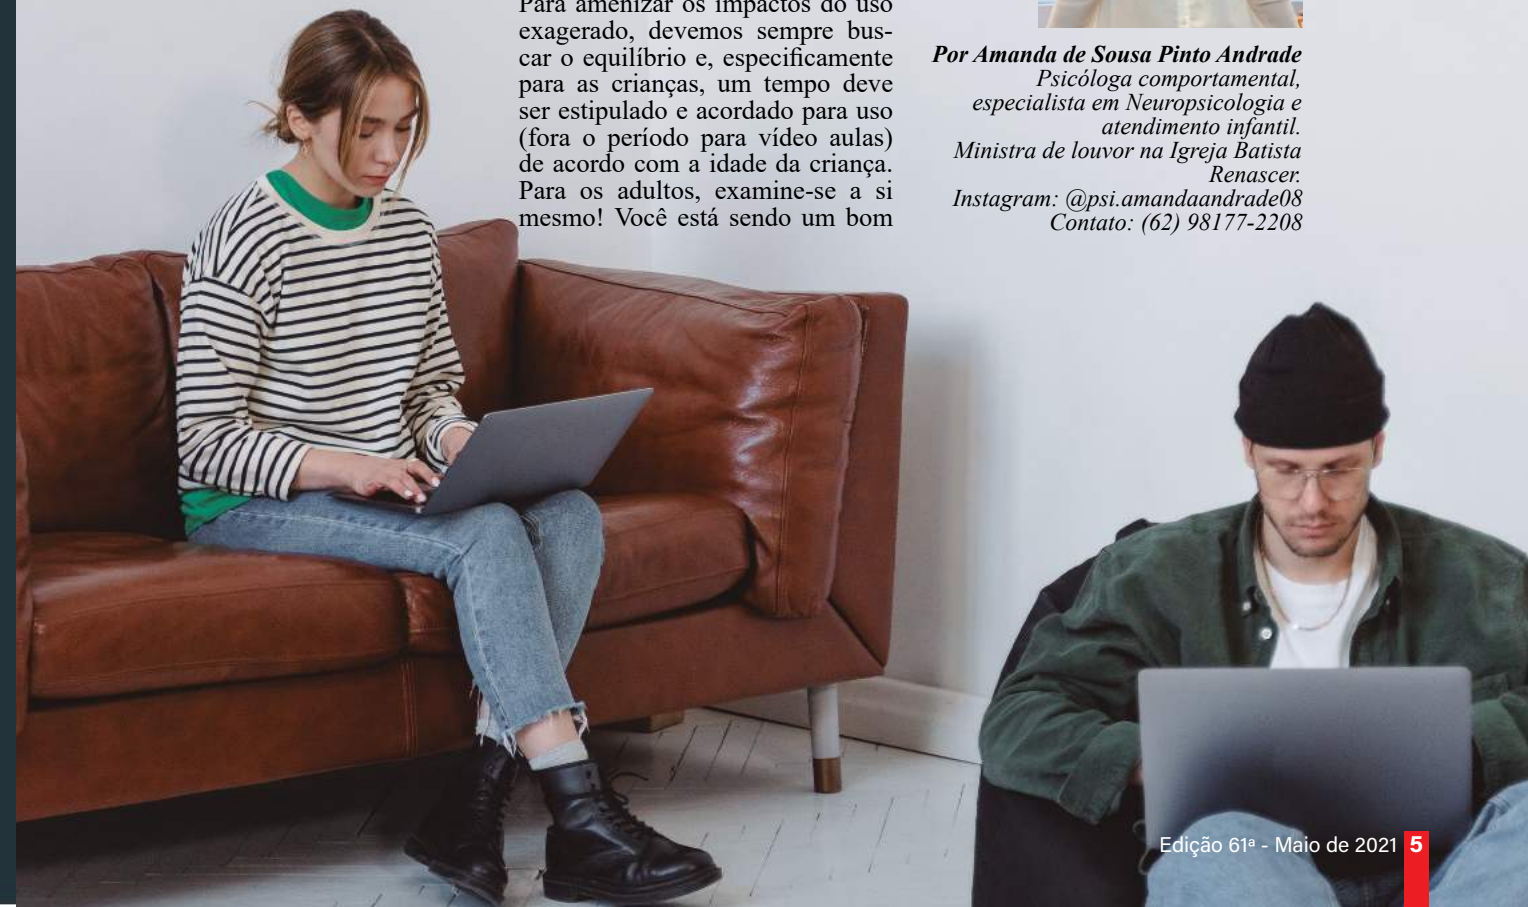 Para amenizar os impactos do uso
exagerado, devemos sempre bus-
car o equilíbrio e, especificamente
para as crianças, um tempo deve
ser estipulado e acordado para uso
(fora o período para vídeo aulas)
de acordo com a idade da criança.
Para os adultos, examine-se a si
mesmo! Você está sendo um bom
Por Amanda de Sousa Pinto Andrade
Psicóloga comportamental,
especialista em Neuropsicologia e
atendimento infantil.
Ministra de louvor na Igreja Batista
Renascer.
Instagram: @psi.amandaandrade08
Contato: (62) 98177-2208
Edição 61ª - Maio de 2021 5